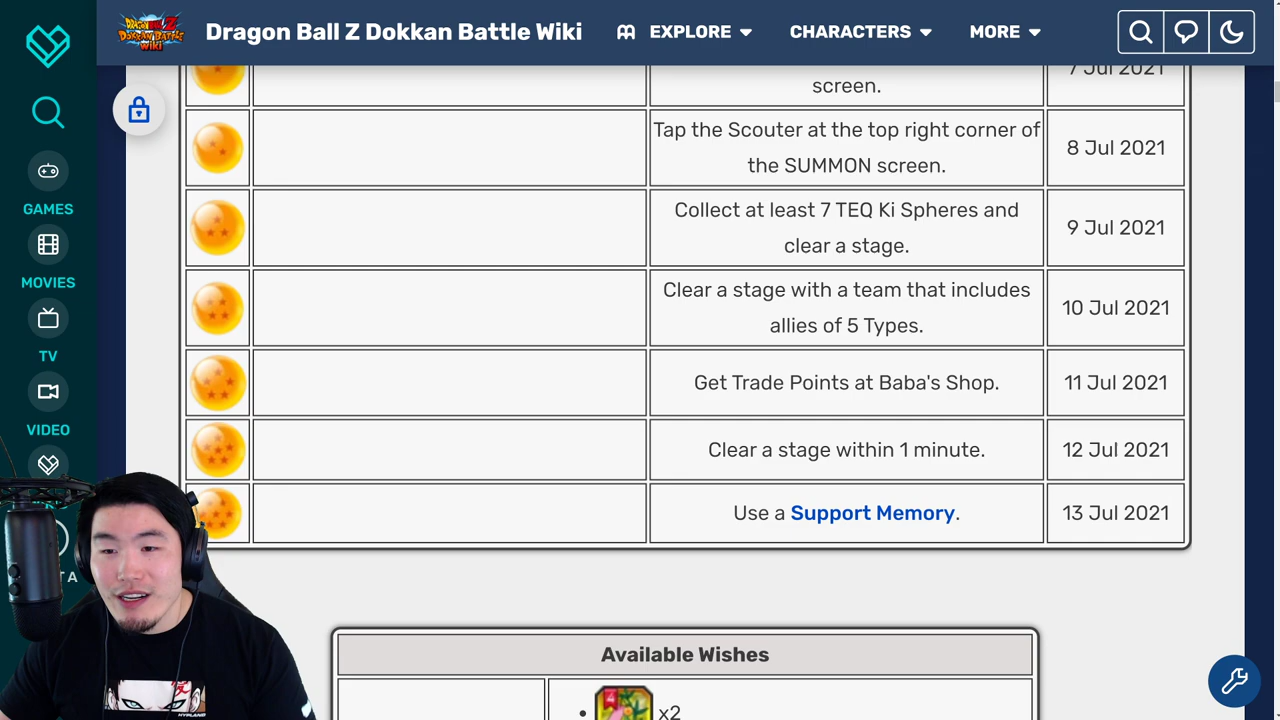 Dragon Ball Z Dokkan Battle Wiki
EXPLORE
CHARACTERS
MORE
GAMES
MOVIES
TV
VIDEO
TA
screen.
7 Jul 2021
Tap the Scouter at the top right corner of
the SUMMON screen.
8 Jul 2021
Collect at least 7 TEQ Ki Spheres and
clear a stage.
9 Jul 2021
Clear a stage with a team that includes
allies of 5 Types.
10 Jul 2021
Get Trade Points at Baba's Shop.
11 Jul 2021
Clear a stage within 1 minute.
12 Jul 2021
Use a Support Memory.
13 Jul 2021
Available Wishes
x2